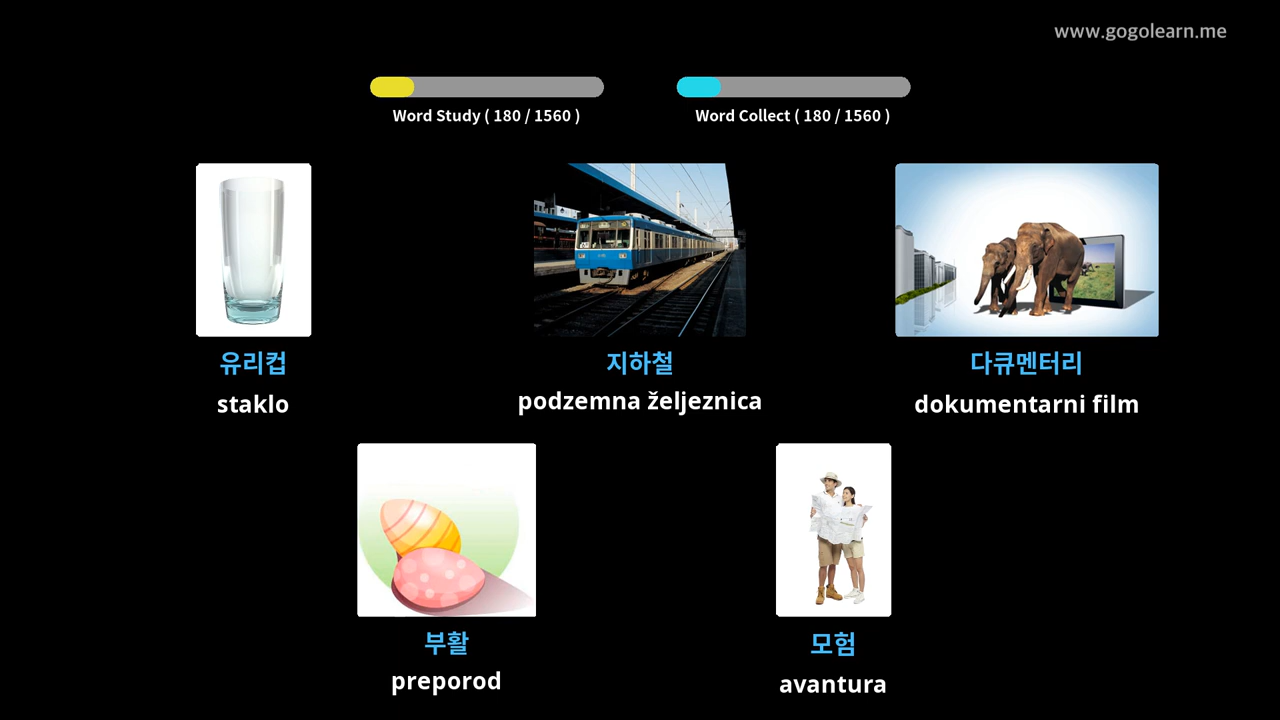 www.gogolearn.me
Word Study ( 180 / 1560 )
Word Collect ( 180 / 1560 )
유리컵
staklo
지하철
podzemna željeznica
다큐멘터리
dokumentarni film
부활
preporod
모험
avantura